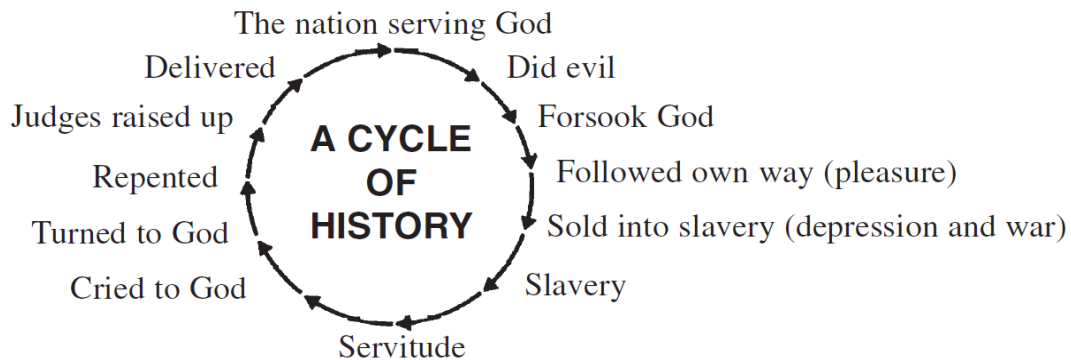 The nation serving God
Did evil
Forsook God
Followed own way (pleasure)
Sold into slavery (depression and war)
Slavery
Servitude
Cried to God
Turned to God
Repented
Judges raised up
Delivered
A CYCLE
OF
HISTORY